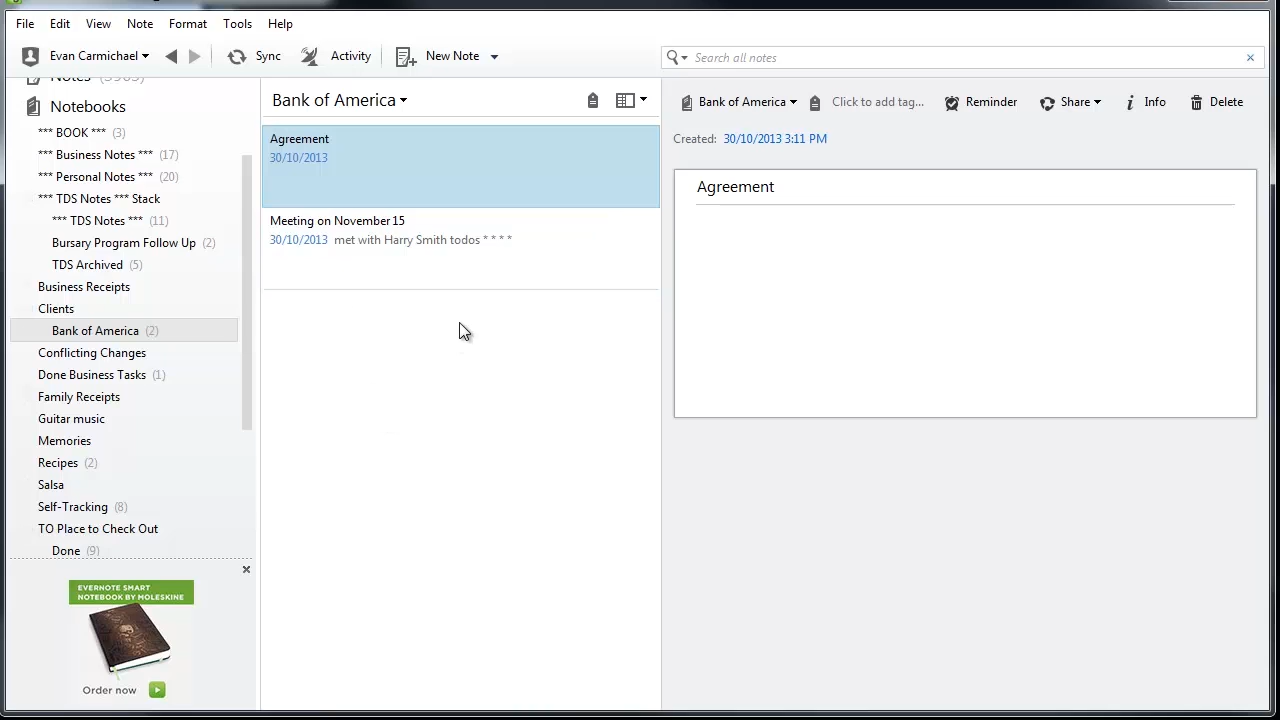 File Edit View Note Format Tools Help
Evan Carmichael Sync Activity New Note Search all notes
Notes (3965)
Notebooks
*** BOOK *** (3)
*** Business Notes *** (17)
*** Personal Notes *** (20)
*** TDS Notes *** Stack
*** TDS Notes *** (11)
Bursary Program Follow Up (2)
TDS Archived (5)
Business Receipts
Clients
Bank of America (2)
Conflicting Changes
Done Business Tasks (1)
Family Receipts
Guitar music
Memories
Recipes (2)
Salsa
Self-Tracking (8)
TO Place to Check Out
Done (9)
EVERNOTE SMART
NOTEBOOK BY MOLESKINE
Order now
Bank of America
Agreement
30/10/2013
Meeting on November 15
30/10/2013 met with Harry Smith todos * * * *
Bank of America Click to add tag... Reminder Share Info Delete
Created: 30/10/2013 3:11 PM
Agreement